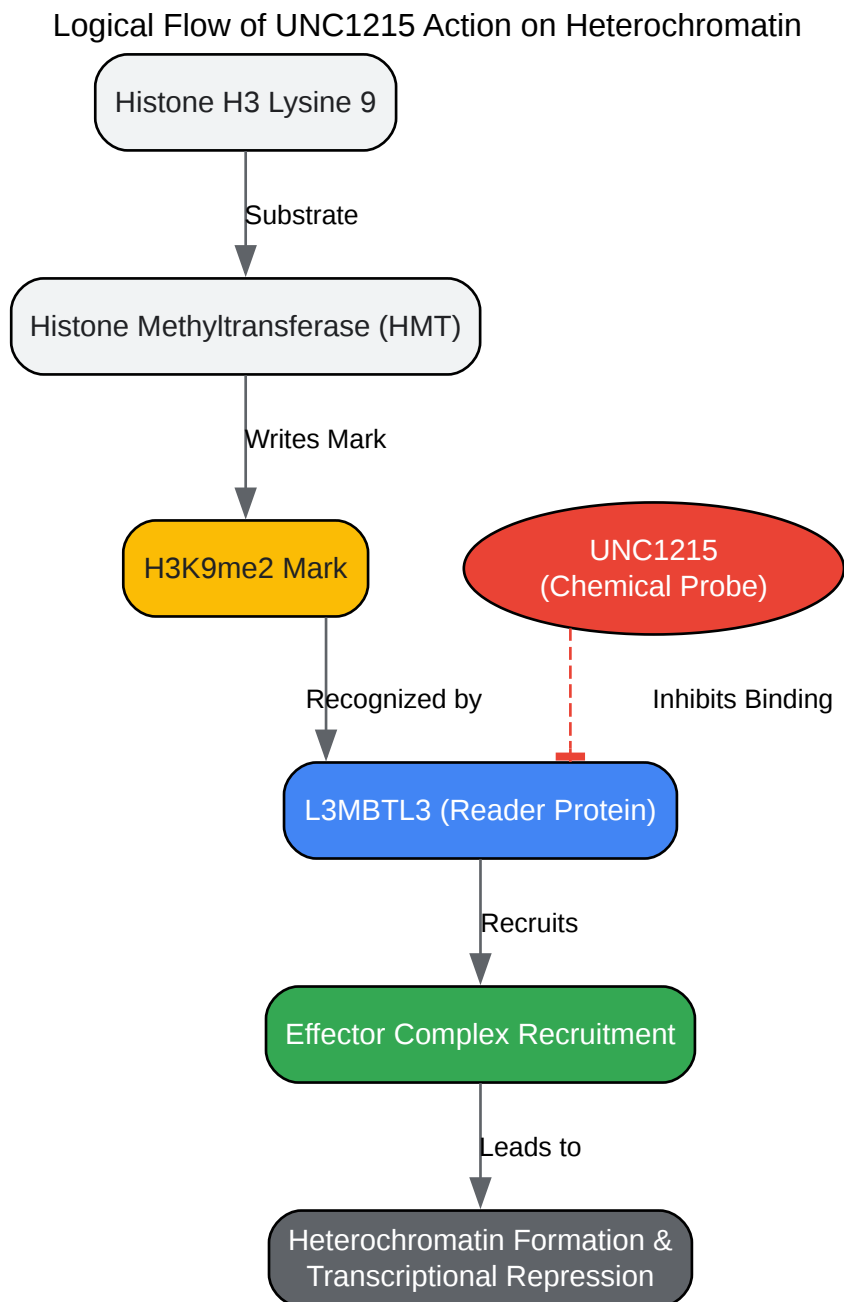 Logical Flow of UNC1215 Action on Heterochromatin
Histone H3 Lysine 9
Substrate
Histone Methyltransferase (HMT)
Writes Mark
H3K9me2 Mark
UNC1215
(Chemical Probe)
Recognized by
Inhibits Binding
L3MBTL3 (Reader Protein)
Recruits
Effector Complex Recruitment
Leads to
Heterochromatin Formation &
Transcriptional Repression